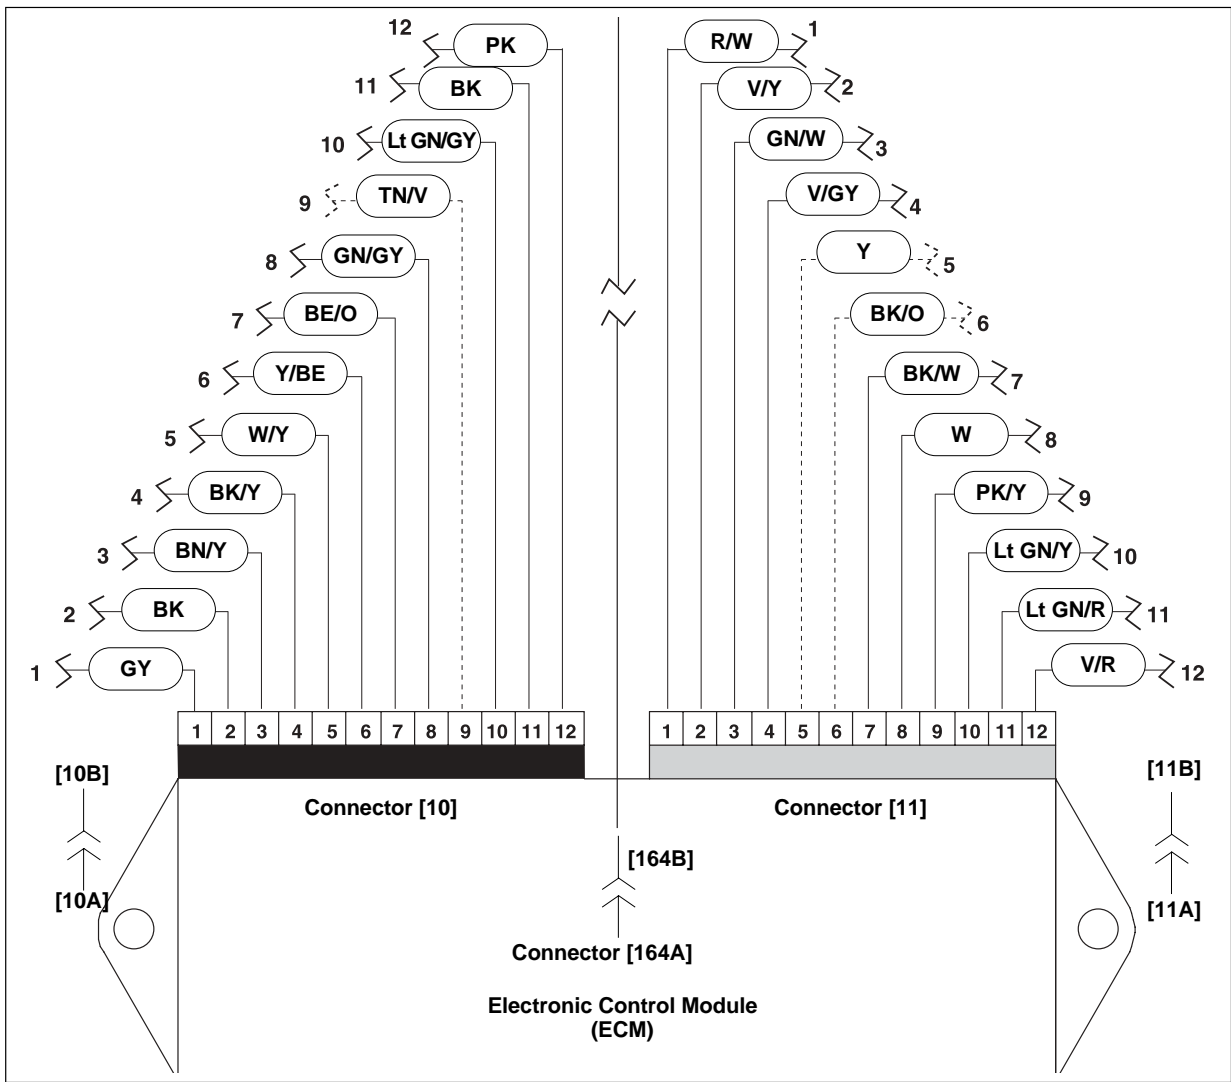 12 PK
11 BK
10 Lt GN/GY
9 TN/V
8 GN/GY
7 BE/O
6 Y/BE
5 W/Y
4 BK/Y
3 BN/Y
2 BK
1 GY
R/W 1
V/Y 2
GN/W 3
V/GY 4
Y 5
BK/O 6
BK/W 7
W 8
PK/Y 9
Lt GN/Y 10
Lt GN/R 11
V/R 12
1 2 3 4 5 6 7 8 9 10 11 12
1 2 3 4 5 6 7 8 9 10 11 12
[10B]
[10A]
Connector [10]
Connector [11]
[11B]
[11A]
[164B]
Connector [164A]
Electronic Control Module
(ECM)